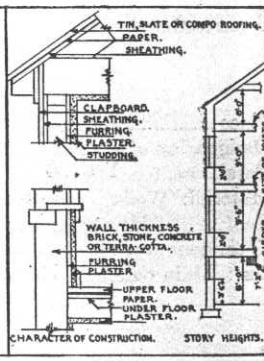 TIN, SLATE OR COMPO ROOFING.
PAPER.
SHEATHING.
CLAPBOARD.
SHEATHING.
FURRING.
PLASTER.
STUDDING.
WALL THICKNESS
BRICK, STONE, CONCRETE
OR TERRA-COTTA.
FURRING
PLASTER
UPPER FLOOR
PAPER.
UNDER FLOOR
PLASTER.
CHARACTER OF CONSTRUCTION.
STORY HEIGHTS.